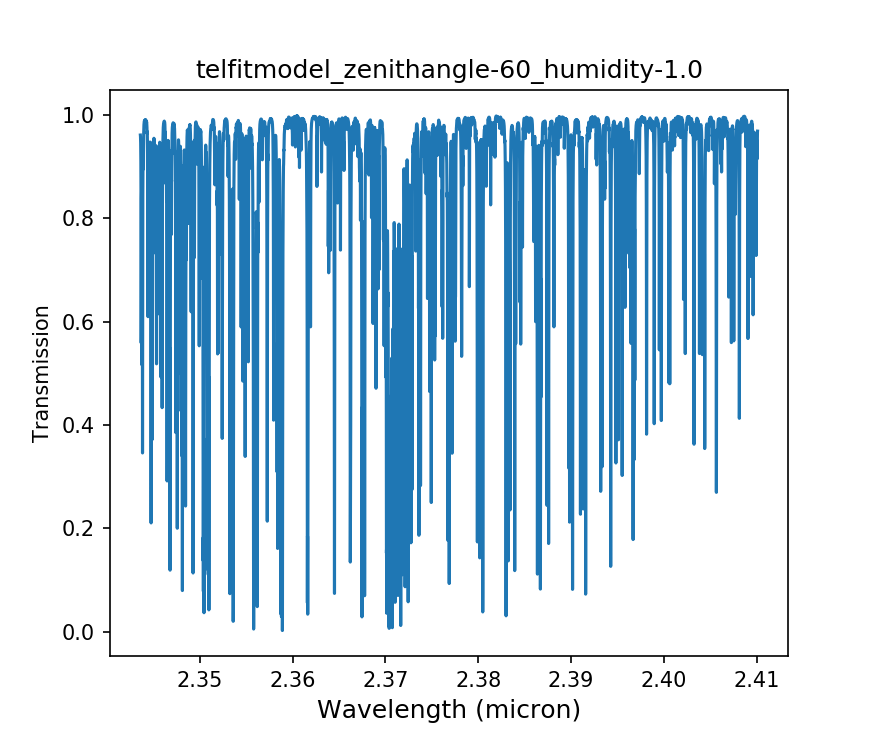 telfitmodel_zenithangle-60_humidity-1.0
1.0
0.8
0.6
0.4
0.2
0.0
Transmission
2.35 2.36 2.37 2.38 2.39 2.40 2.41
Wavelength (micron)